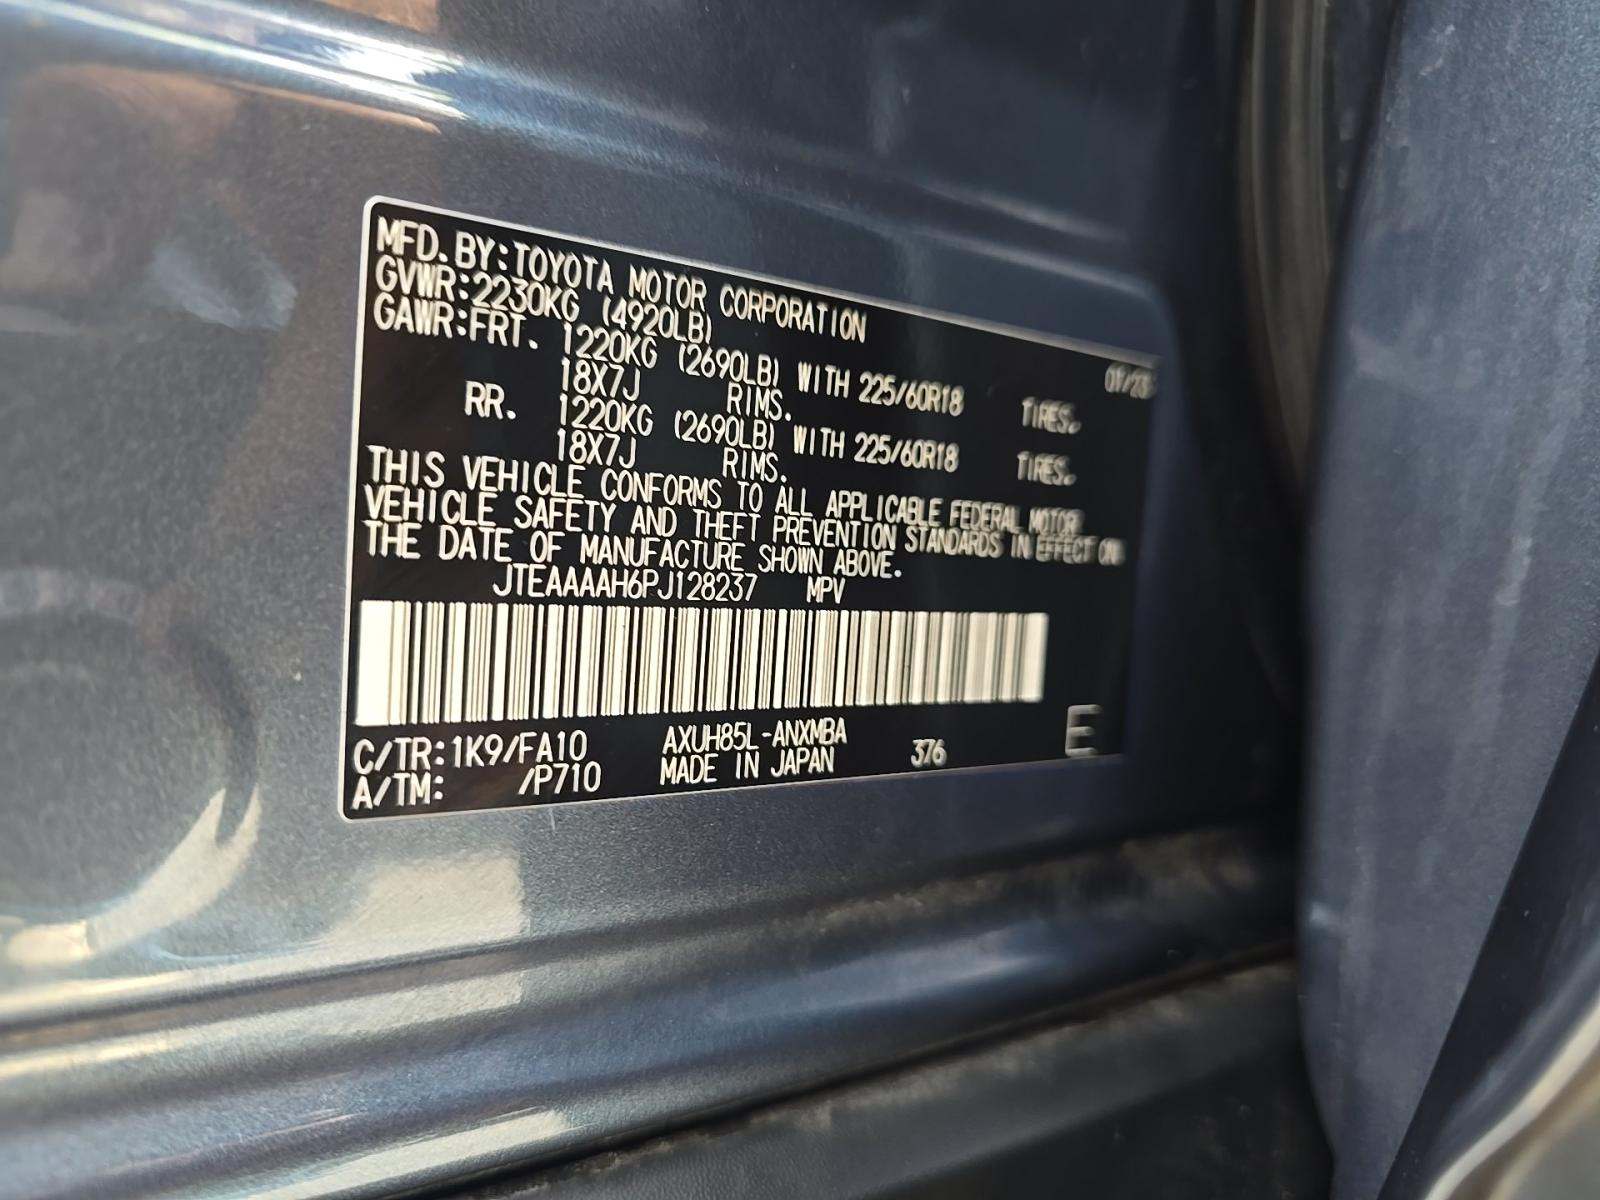 MFD.BY:TOYOTA MOTOR CORPORATION
GVWR:2230KG (4920LB) 01/23
GAWR:FRT. 1220KG (2690LB) WITH 225/60R18 TIRES.
18X7J RIMS.
RR. 1220KG (2690LB) WITH 225/60R18 TIRES.
18X7J RIMS.
THIS VEHICLE CONFORMS TO ALL APPLICABLE FEDERAL MOTOR
VEHICLE SAFETY AND THEFT PREVENTION STANDARDS IN EFFECT ON
THE DATE OF MANUFACTURE SHOWN ABOVE.
JTEAAAAH6PJ128237 MPV
C/TR:1K9/FA10 AXUH85L-ANXMBA 376 E
A/TM: /P710 MADE IN JAPAN